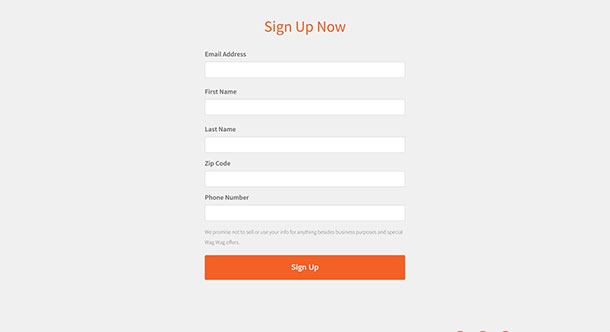 Sign Up Now
Email Address
First Name
Last Name
Zip Code
Phone Number
We promise not to sell or use your info for anything besides business purposes and special
Wag Wag offers.
Sign Up